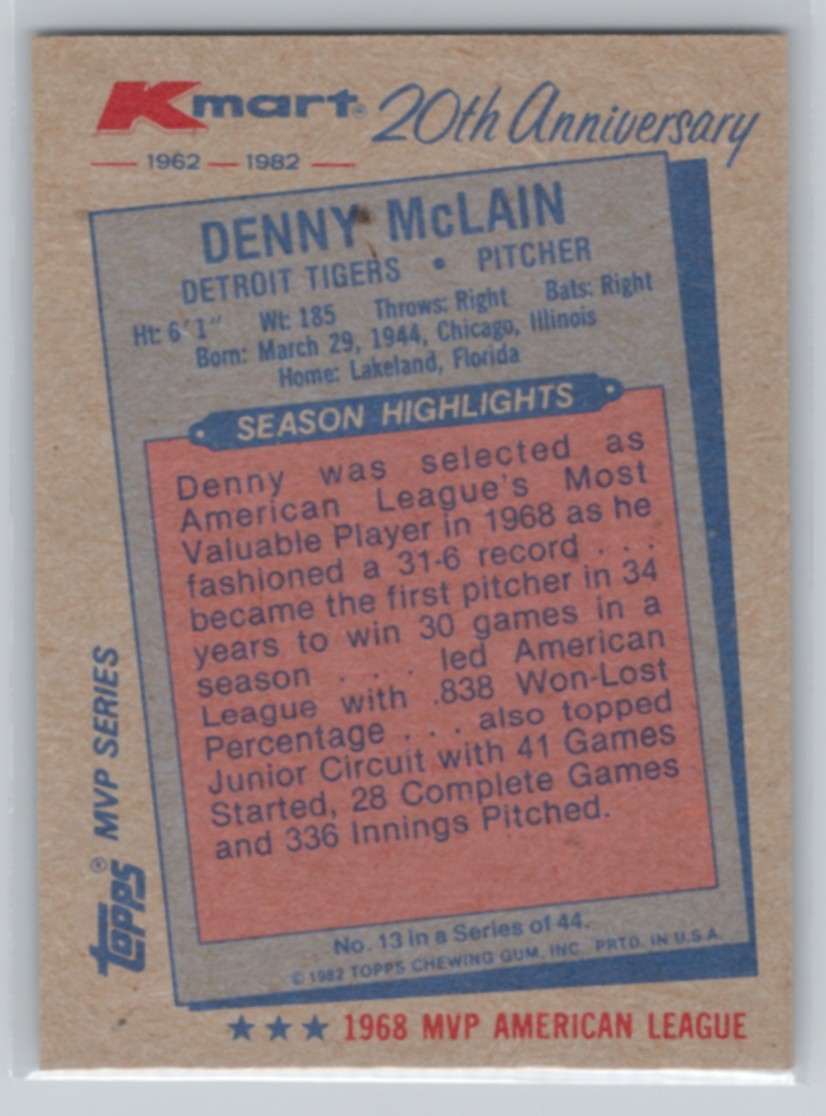 Kmart® 20th Anniversary
1962 — 1982
DENNY McLAIN
DETROIT TIGERS • PITCHER
Ht: 6'1" Wt: 185 Throws: Right Bats: Right
Born: March 29, 1944, Chicago, Illinois
Home: Lakeland, Florida
SEASON HIGHLIGHTS
Denny was selected as
American League's Most
Valuable Player in 1968 as he
fashioned a 31-6 record . . .
became the first pitcher in 34
years to win 30 games in a
season . . . led American
League with .838 Won-Lost
Percentage . . . also topped
Junior Circuit with 41 Games
Started, 28 Complete Games
and 336 Innings Pitched.
No. 13 in a Series of 44.
© 1982 TOPPS CHEWING GUM, INC. PRTD. IN U.S.A.
TOPPS® MVP SERIES
★★★ 1968 MVP AMERICAN LEAGUE